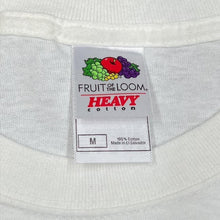 FRUIT OF THE LOOM.
HEAVY
cotton
M
100% Cotton
Made in El Salvador